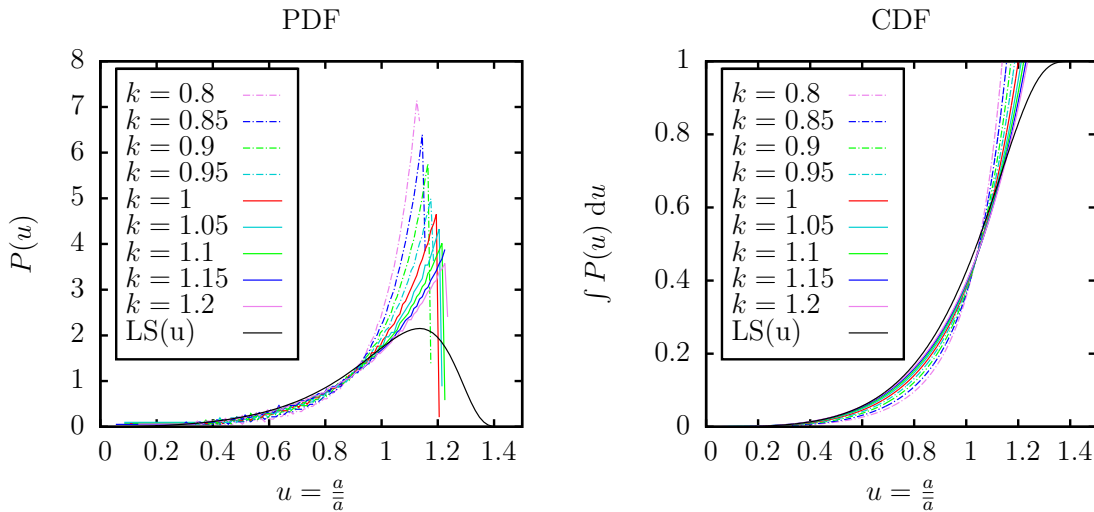 PDF
P(u)
8
7
6
5
4
3
2
1
0
k = 0.8
k = 0.85
k = 0.9
k = 0.95
k = 1
k = 1.05
k = 1.1
k = 1.15
k = 1.2
LS(u)
0 0.2 0.4 0.6 0.8 1 1.2 1.4
u = a/a
CDF
∫ P(u) du
1
0.8
0.6
0.4
0.2
0
k = 0.8
k = 0.85
k = 0.9
k = 0.95
k = 1
k = 1.05
k = 1.1
k = 1.15
k = 1.2
LS(u)
0 0.2 0.4 0.6 0.8 1 1.2 1.4
u = a/a